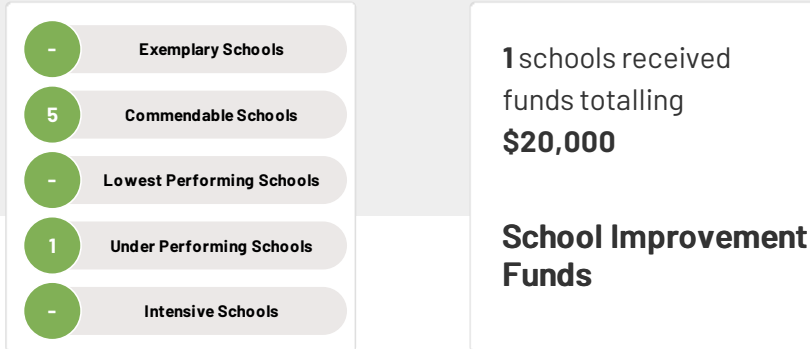 - Exemplary Schools
5 Commendable Schools
- Lowest Performing Schools
1 Under Performing Schools
- Intensive Schools
1 schools received
funds totalling
$20,000
School Improvement
Funds